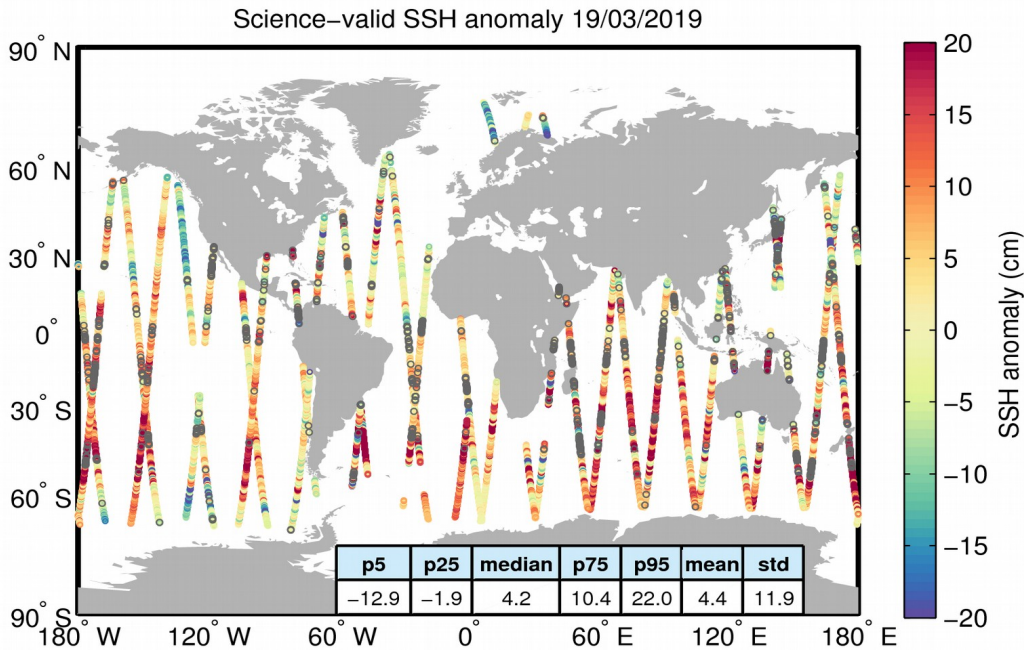 Science−valid SSH anomaly 19/03/2019
90° N
60° N
30° N
0°
30° S
60° S
90° S
180° W
120° W
60° W
0°
60° E
120° E
180° E
p5 p25 median p75 p95 mean std
−12.9 −1.9 4.2 10.4 22.0 4.4 11.9
20
15
10
5
0
−5
−10
−15
−20
SSH anomaly (cm)